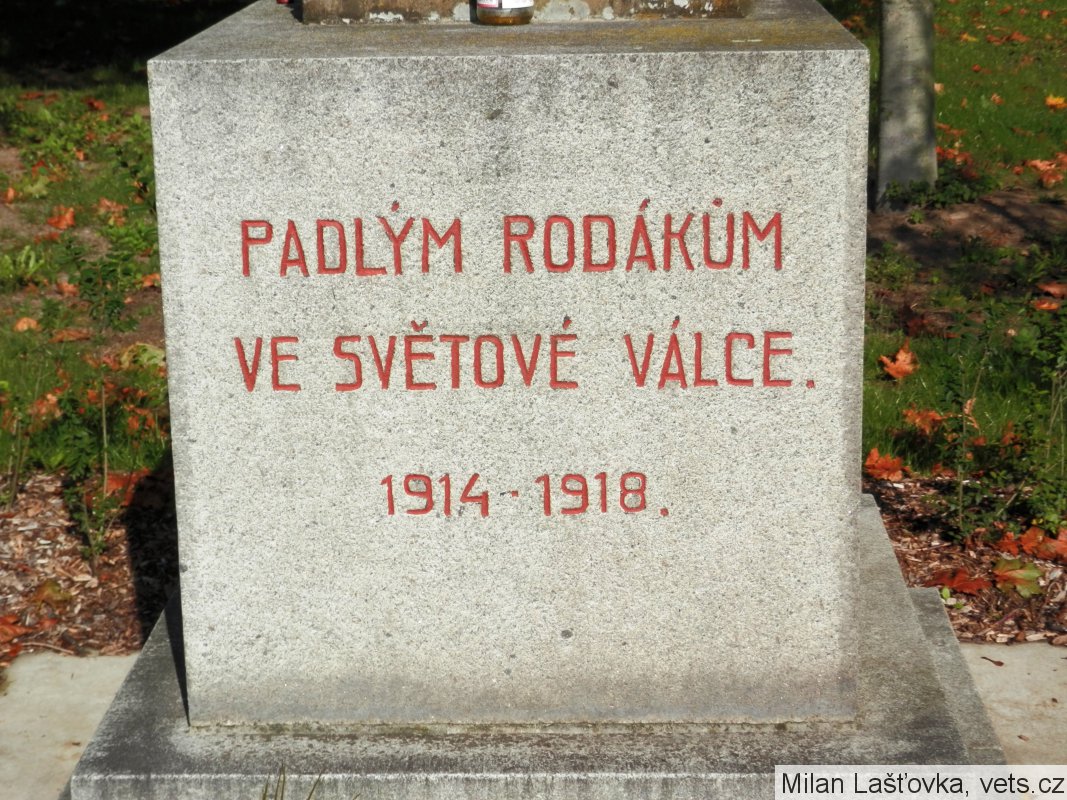 PADLÝM RODÁKŮM
VE SVĚTOVÉ VÁLCE.
1914 - 1918.
Milan Lašťovka, vets.cz